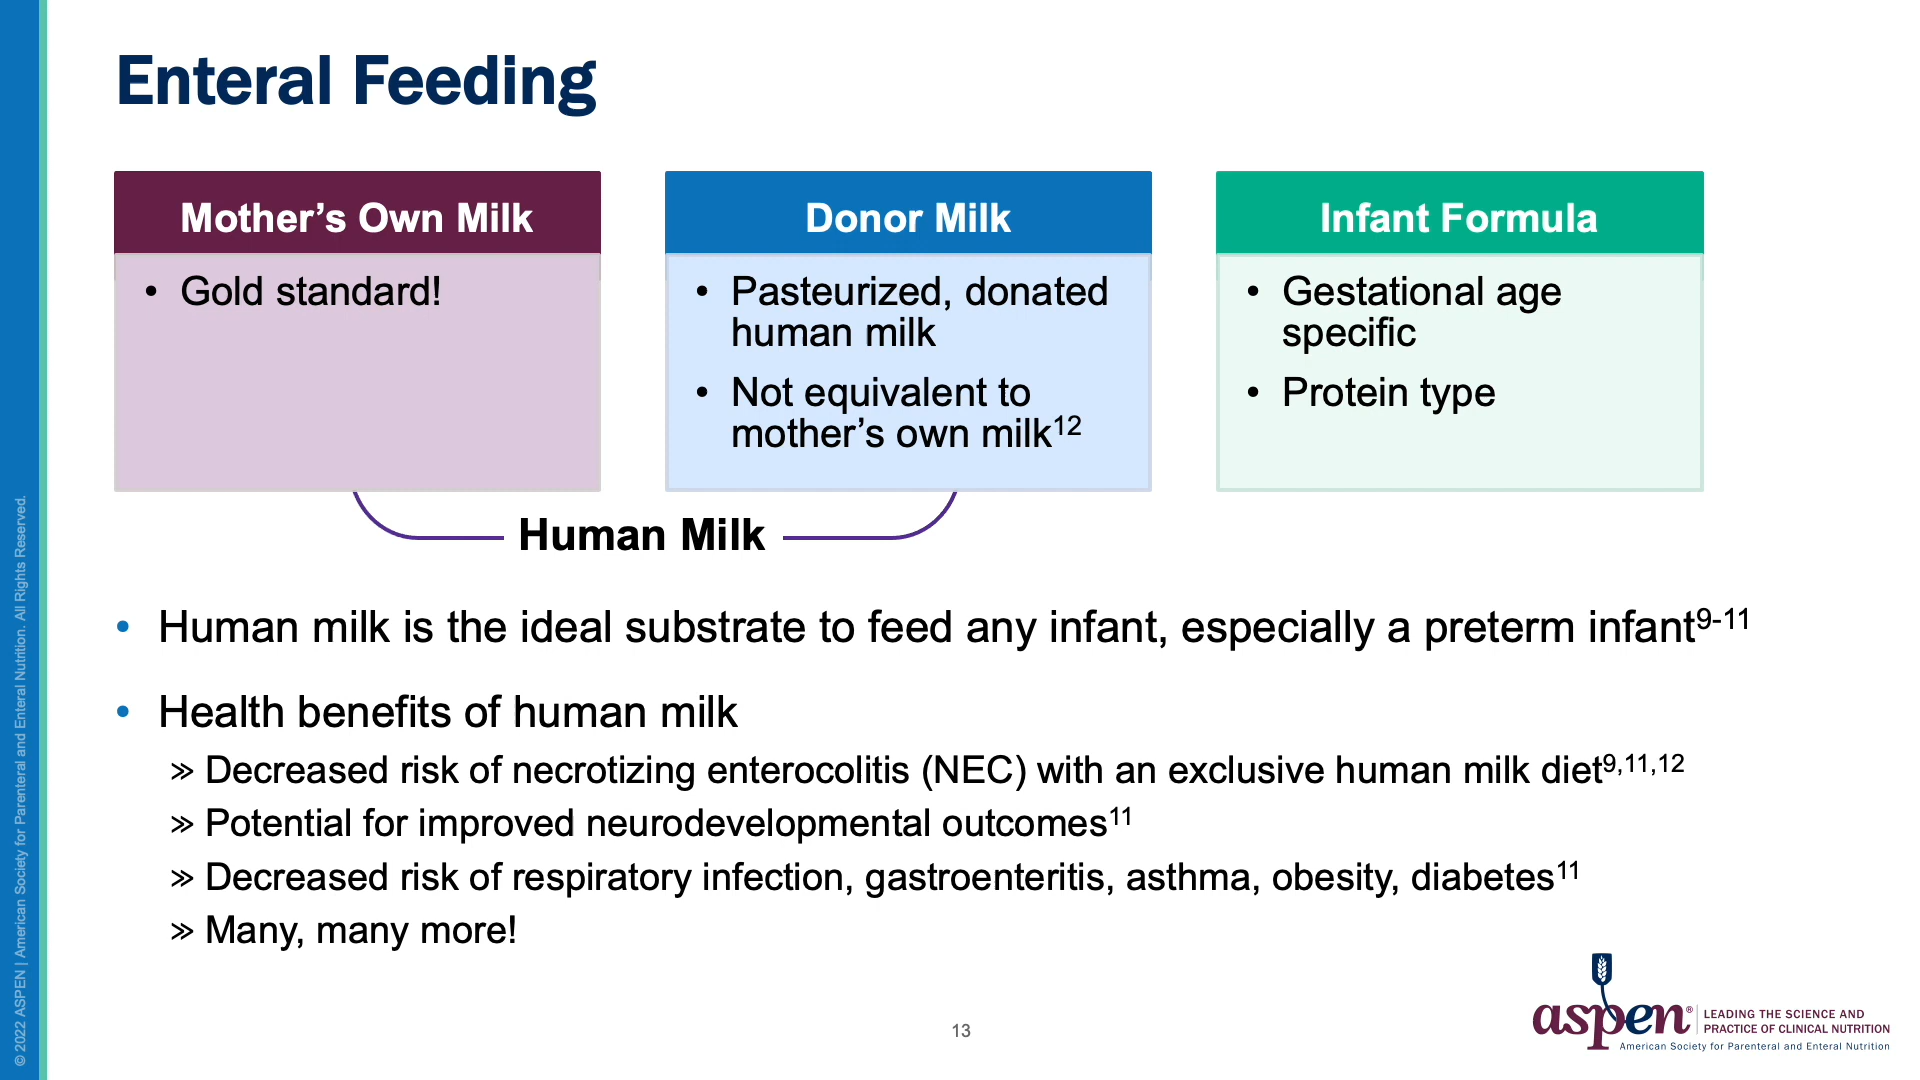 Enteral Feeding
Mother’s Own Milk
• Gold standard!
Donor Milk
• Pasteurized, donated
human milk
• Not equivalent to
mother’s own milk12
Infant Formula
• Gestational age
specific
• Protein type
Human Milk
• Human milk is the ideal substrate to feed any infant, especially a preterm infant9-11
• Health benefits of human milk
» Decreased risk of necrotizing enterocolitis (NEC) with an exclusive human milk diet9,11,12
» Potential for improved neurodevelopmental outcomes11
» Decreased risk of respiratory infection, gastroenteritis, asthma, obesity, diabetes11
» Many, many more!
© 2022 ASPEN | American Society for Parenteral and Enteral Nutrition. All Rights Reserved.
13
aspen®
LEADING THE SCIENCE AND
PRACTICE OF CLINICAL NUTRITION
American Society for Parenteral and Enteral Nutrition